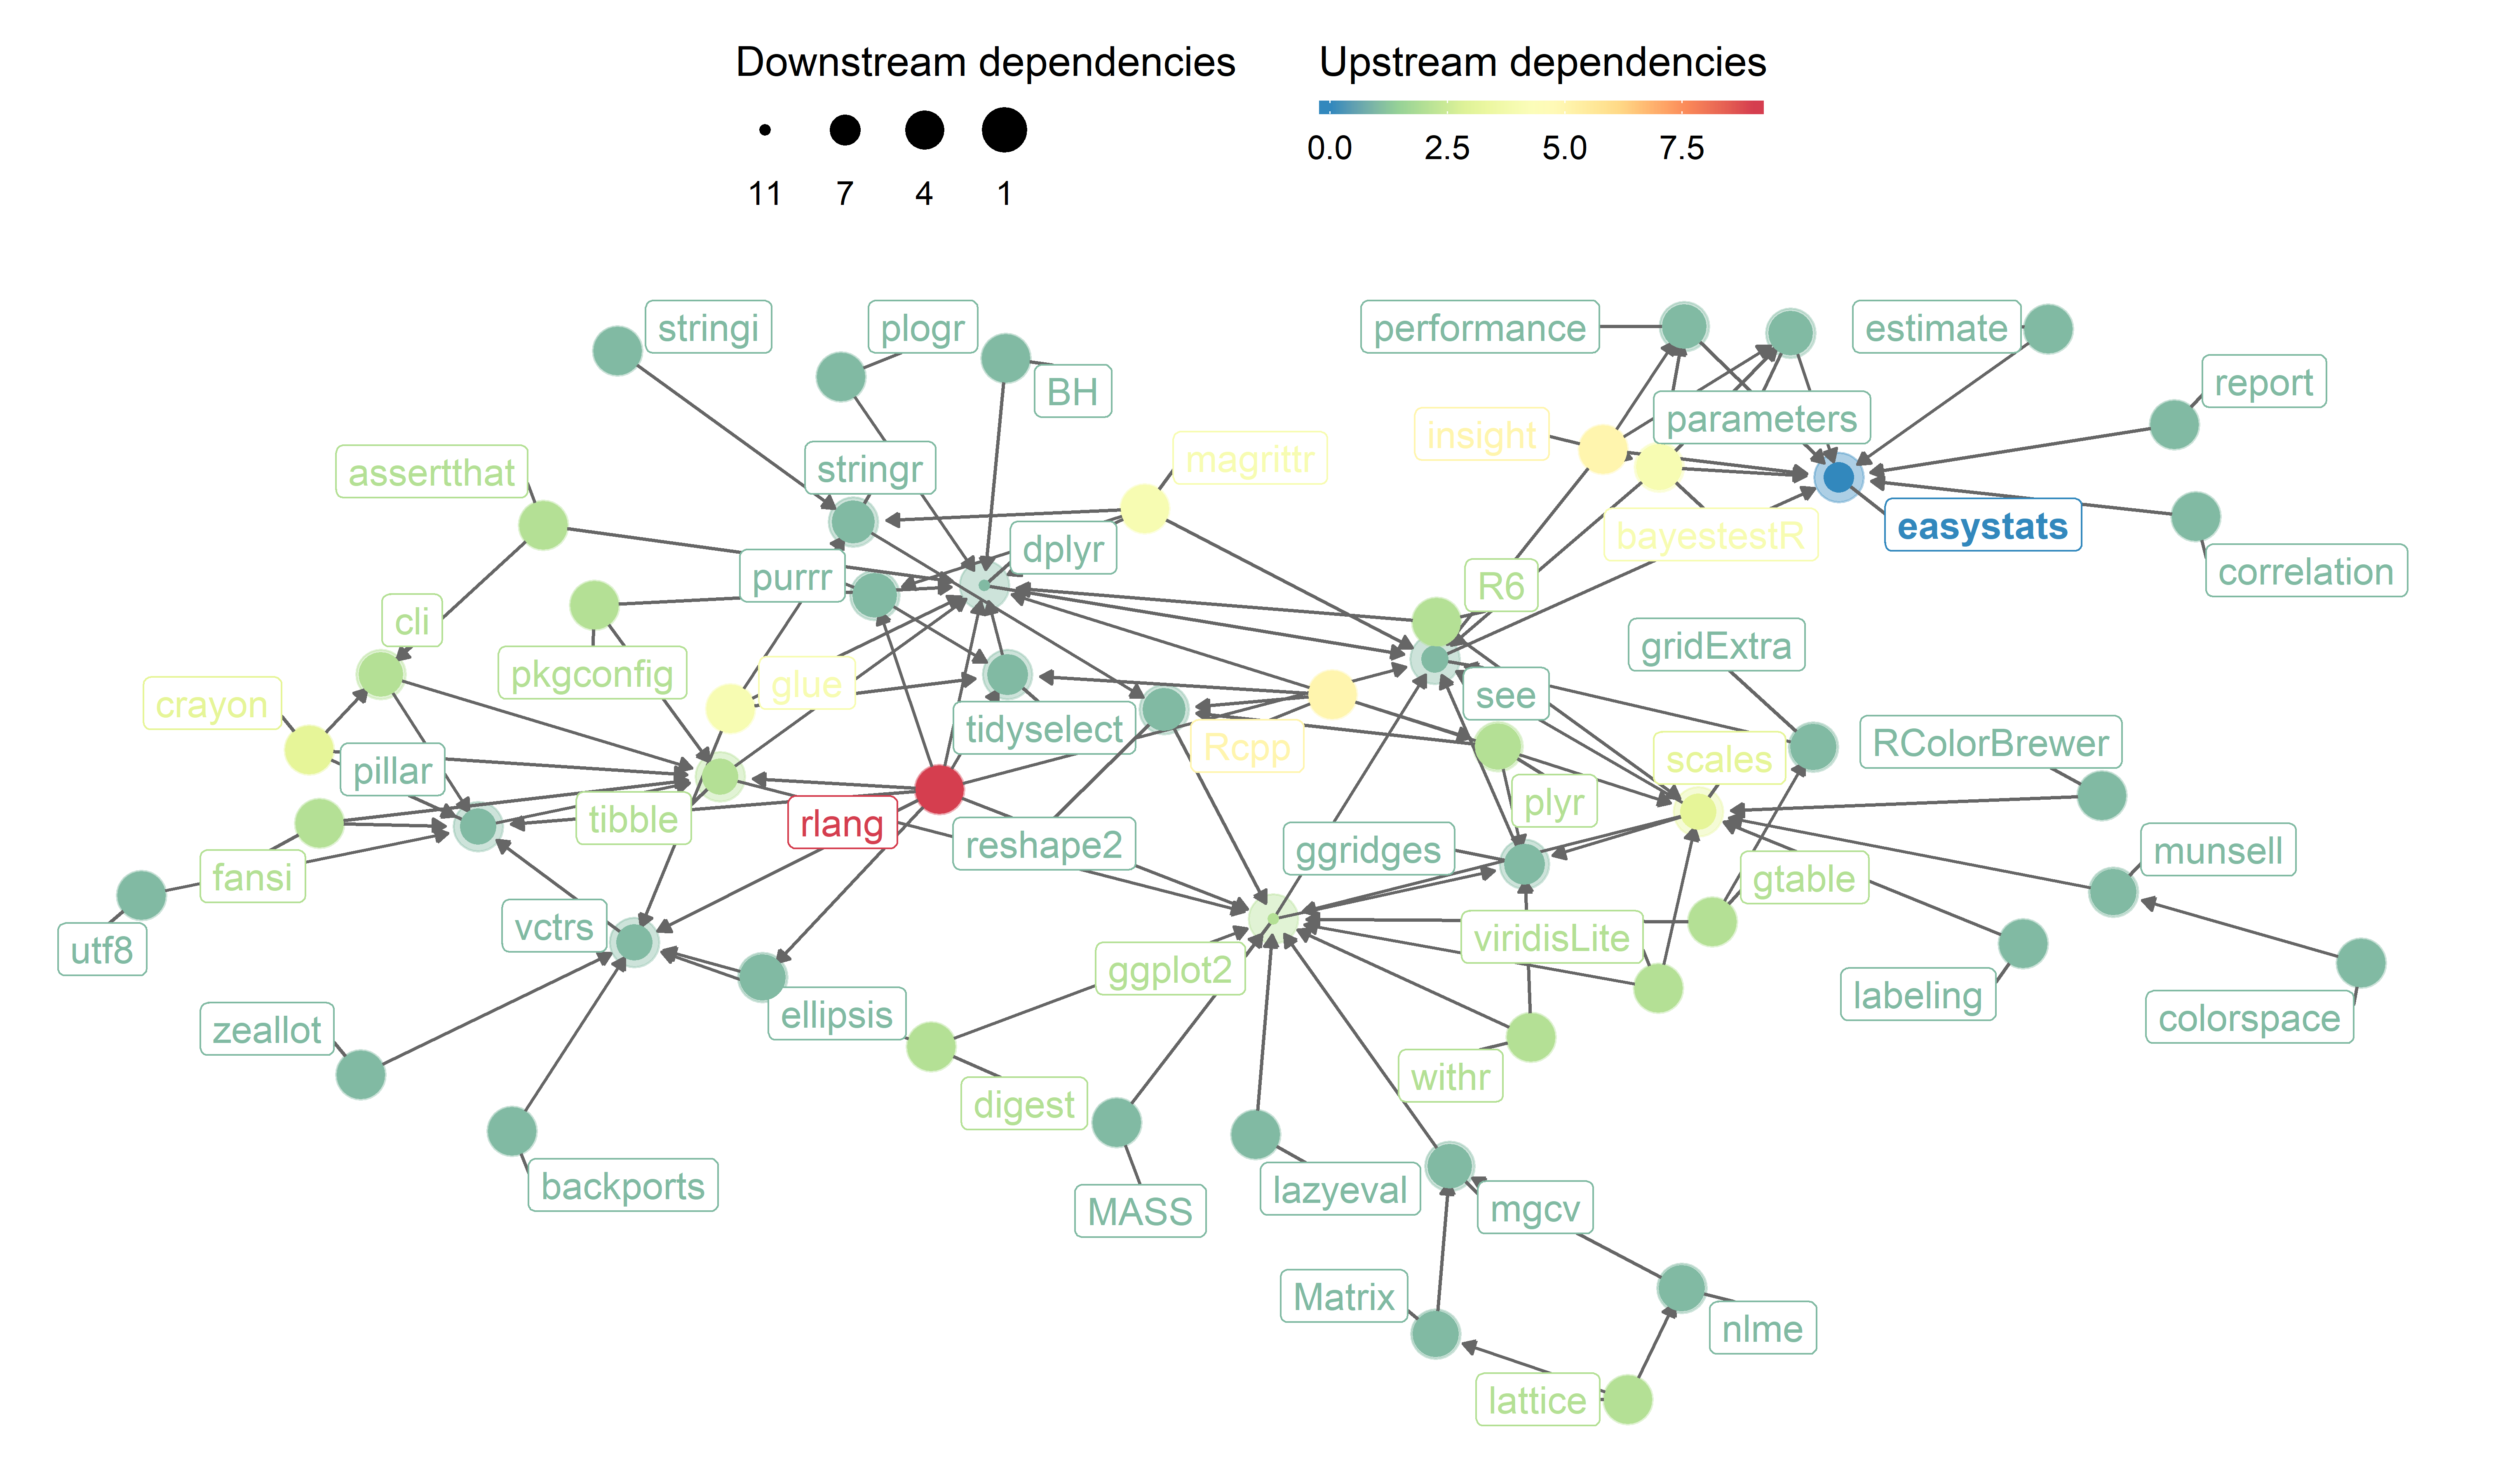 Downstream dependencies
11 7 4 1
Upstream dependencies
0.0 2.5 5.0 7.5
stringi
plogr
performance
estimate
BH
report
parameters
insight
magrittr
stringr
assertthat
easystats
bayestestR
dplyr
correlation
purrr
R6
cli
gridExtra
pkgconfig
glue
see
crayon
tidyselect
Rcpp
RColorBrewer
scales
pillar
plyr
tibble
rlang
reshape2
ggridges
munsell
fansi
gtable
vctrs
viridisLite
utf8
ggplot2
labeling
ellipsis
colorspace
zeallot
withr
digest
backports
lazyeval
mgcv
MASS
Matrix
nlme
lattice